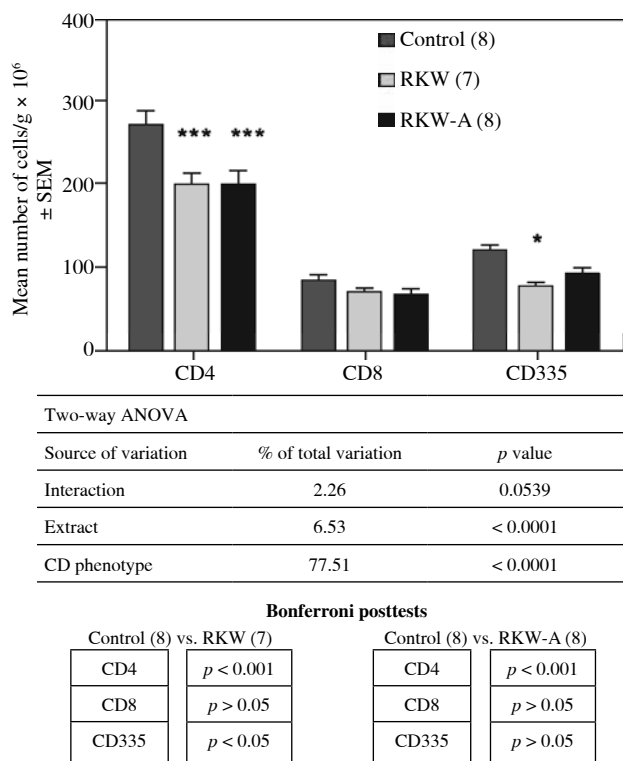 400
300
200
100
0
Mean number of cells/g × 10⁶
± SEM
Control (8)
RKW (7)
RKW-A (8)
*** ***
*
CD4 CD8 CD335
Two-way ANOVA
Source of variation % of total variation p value
Interaction 2.26 0.0539
Extract 6.53 < 0.0001
CD phenotype 77.51 < 0.0001
Bonferroni posttests
Control (8) vs. RKW (7) Control (8) vs. RKW-A (8)
CD4 p < 0.001 CD4 p < 0.001
CD8 p > 0.05 CD8 p > 0.05
CD335 p < 0.05 CD335 p > 0.05